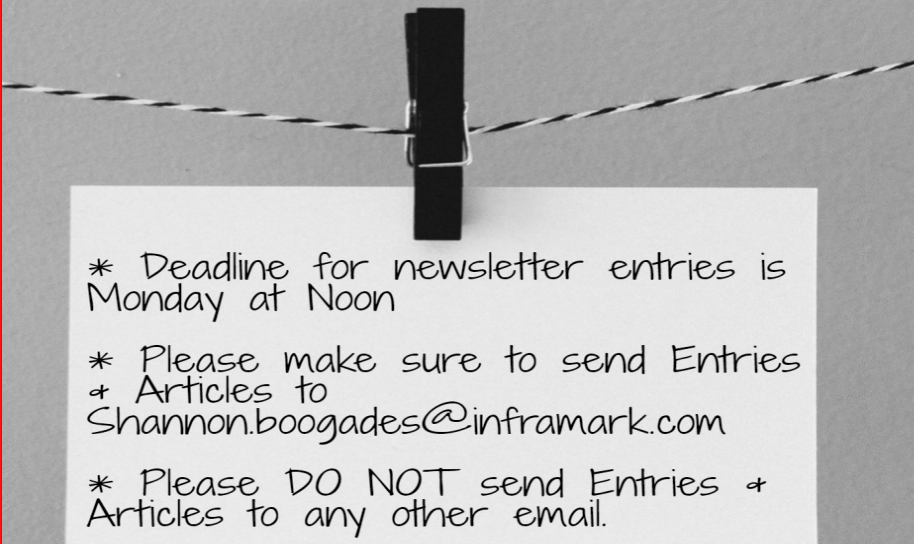 * Deadline for newsletter entries is
Monday at Noon
* Please make sure to send Entries
& Articles to
Shannon.boogades@inframark.com
* Please DO NOT send Entries &
Articles to any other email.